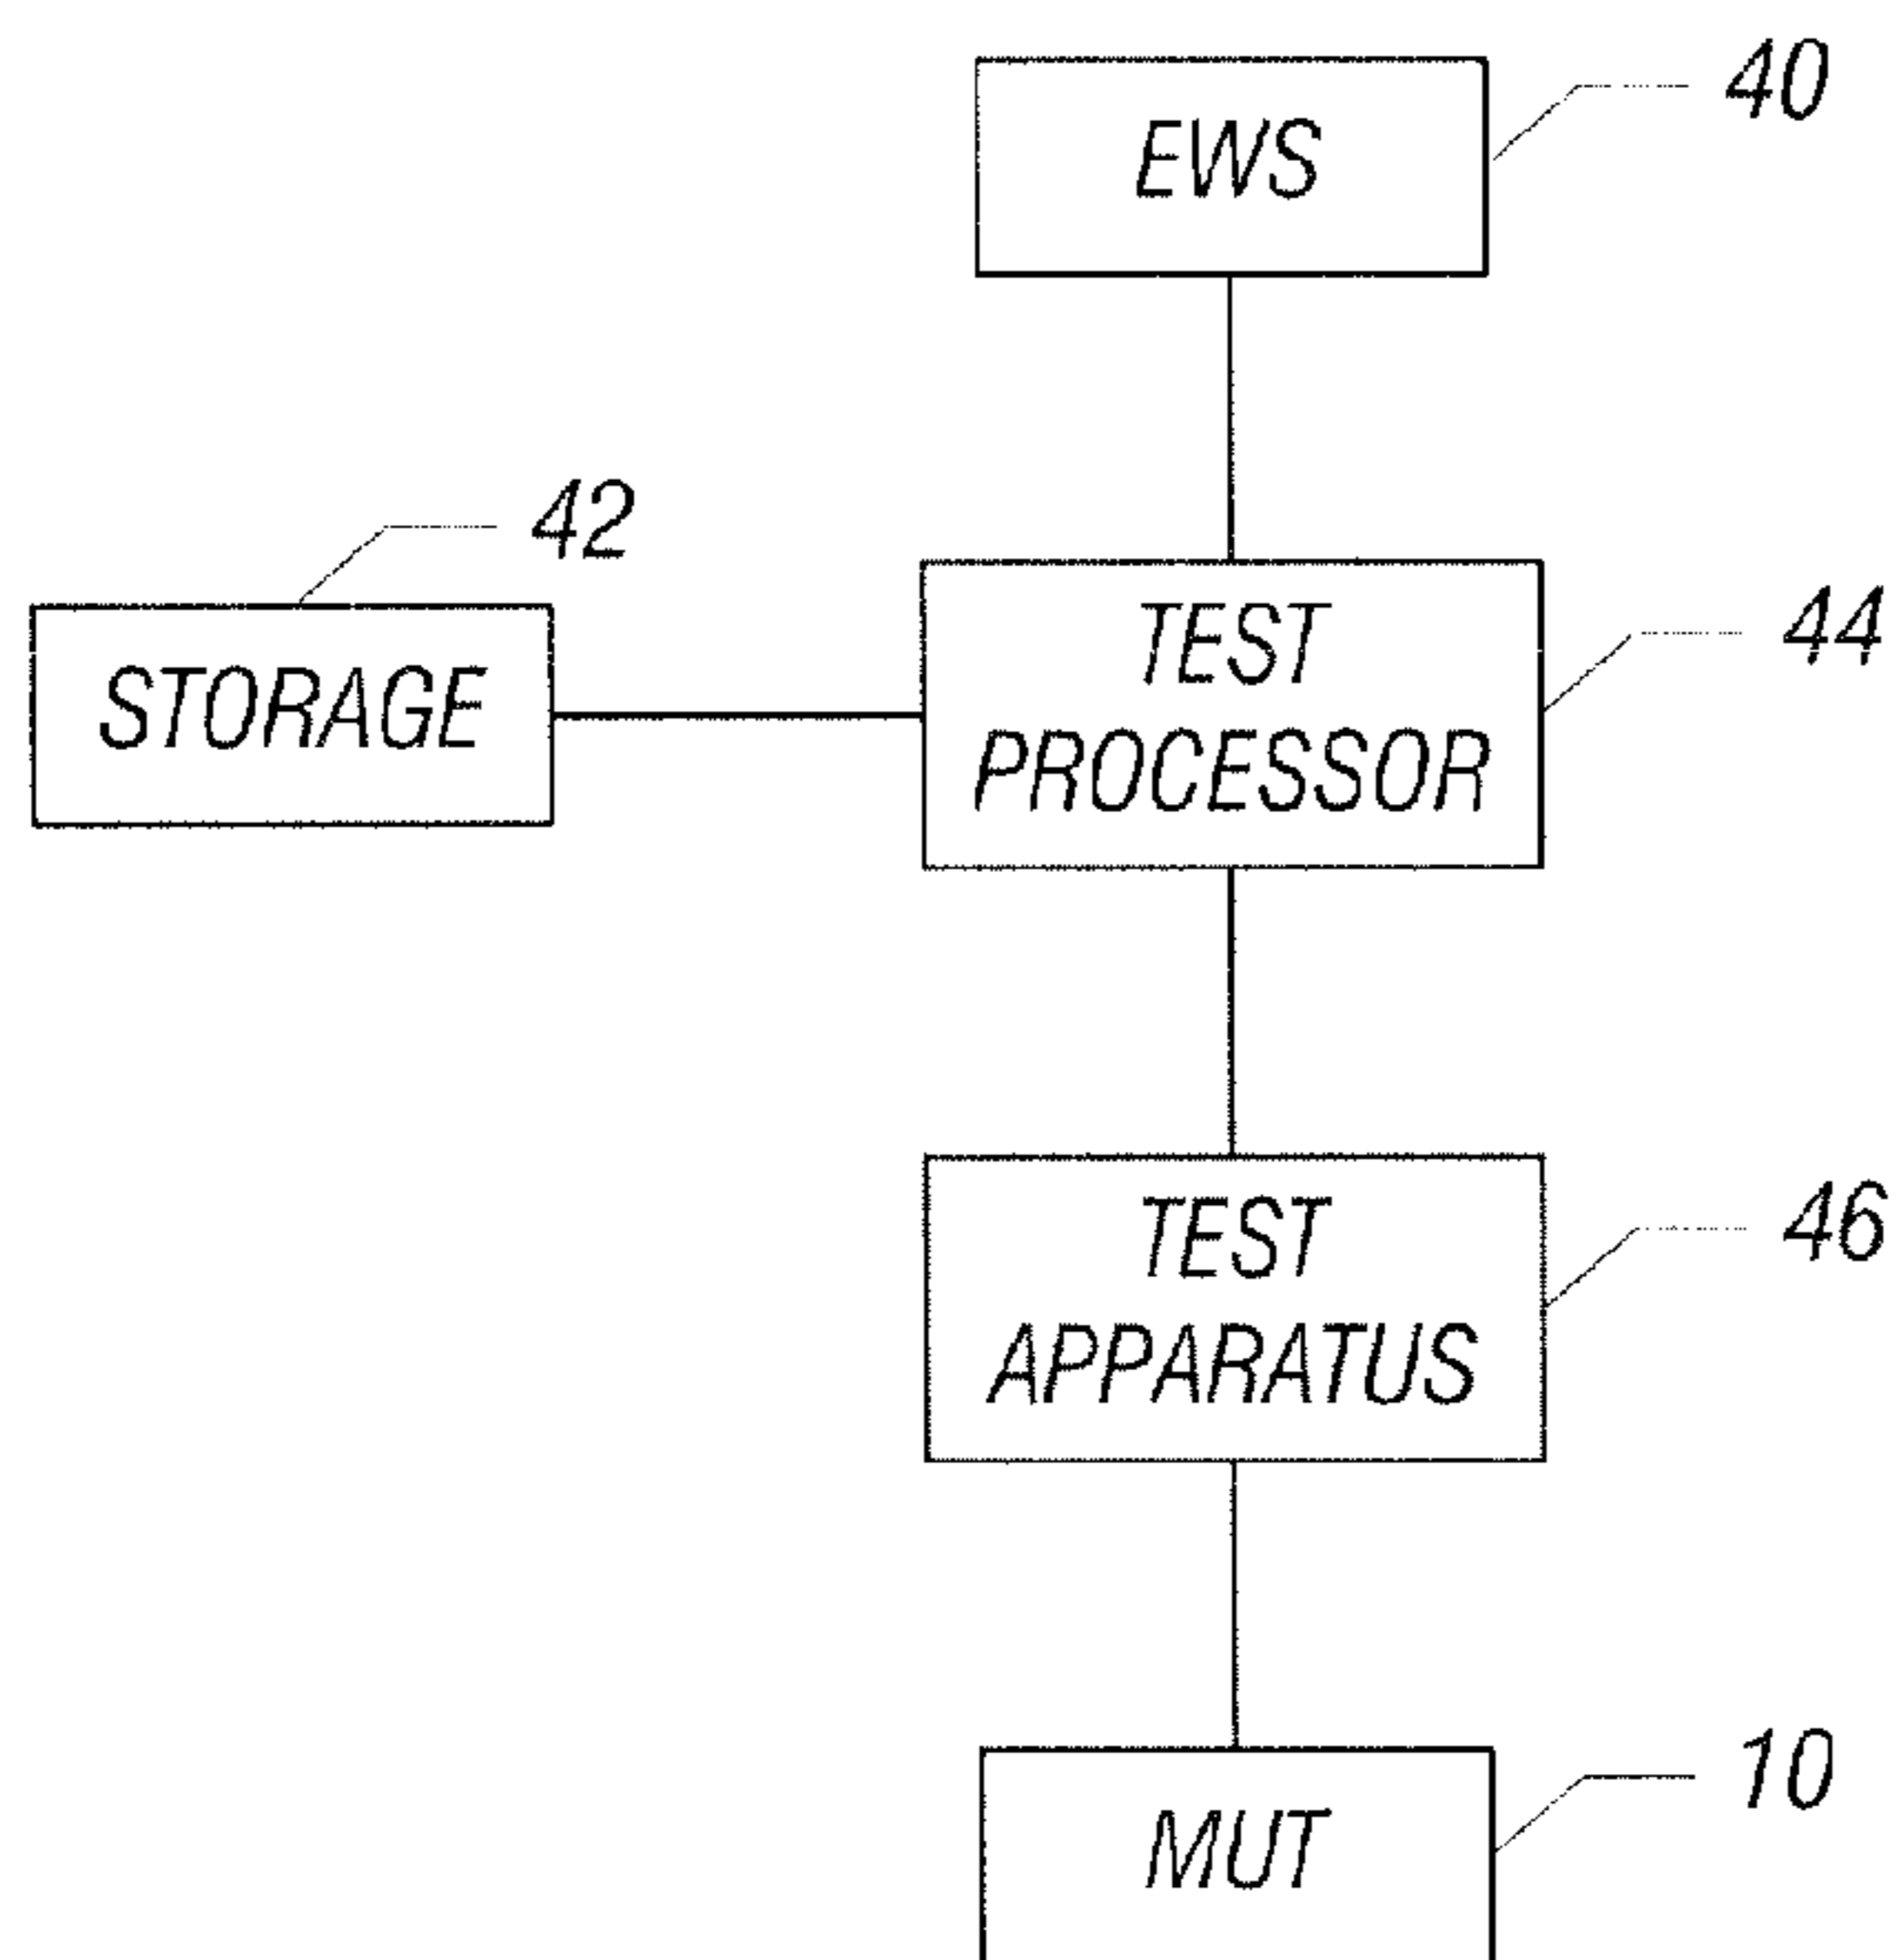 40
EWS
42
44
TEST
PROCESSOR
STORAGE
46
TEST
APPARATUS
10
MUT